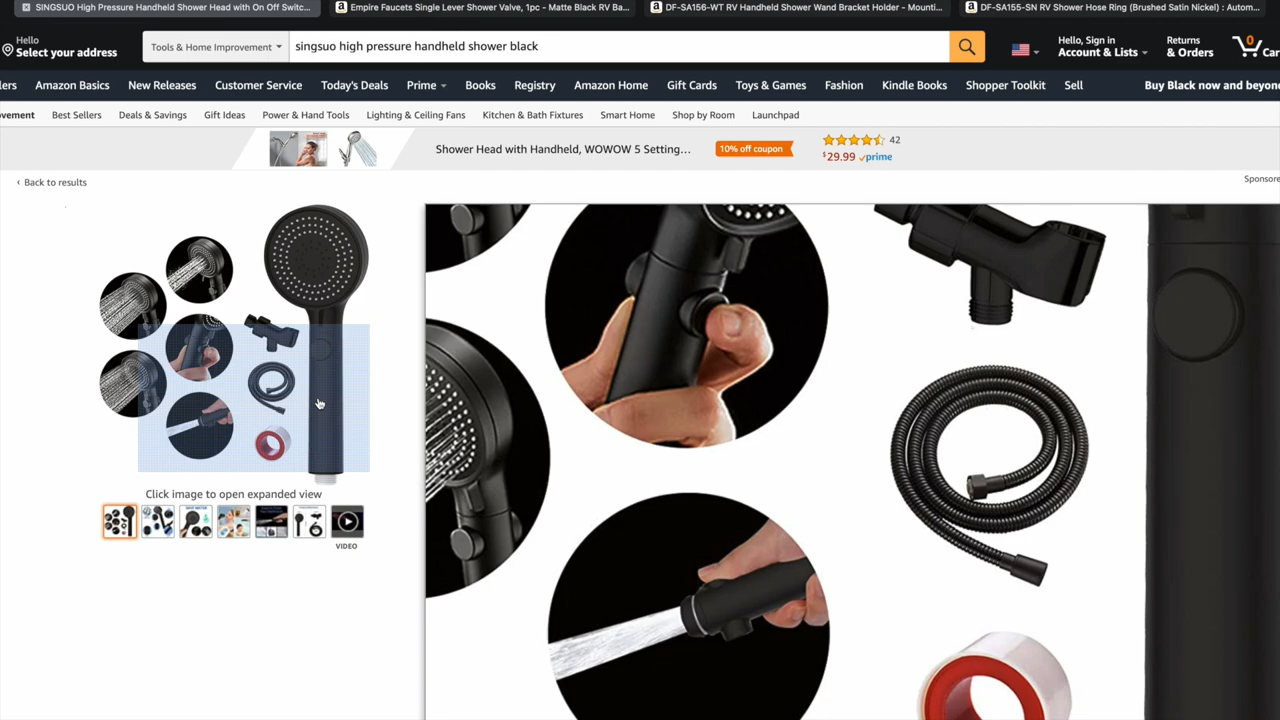 SINGSUO High Pressure Handheld Shower Head with On Off Switc...
Empire Faucets Single Lever Shower Valve, 1pc - Matte Black RV Ba...
DF-SA156-WT RV Handheld Shower Wand Bracket Holder - Mounti...
DF-SA155-SN RV Shower Hose Ring (Brushed Satin Nickel) : Autom...
Hello
Select your address
Tools & Home Improvement
singsuo high pressure handheld shower black
Hello, Sign in
Account & Lists
Returns
& Orders
0
Car
lers
Amazon Basics
New Releases
Customer Service
Today's Deals
Prime
Books
Registry
Amazon Home
Gift Cards
Toys & Games
Fashion
Kindle Books
Shopper Toolkit
Sell
Buy Black now and beyond
ovement
Best Sellers
Deals & Savings
Gift Ideas
Power & Hand Tools
Lighting & Ceiling Fans
Kitchen & Bath Fixtures
Smart Home
Shop by Room
Launchpad
Shower Head with Handheld, WOWOW 5 Setting...
10% off coupon
42
$29.99 prime
‹ Back to results
Sponsore
Click image to open expanded view
VIDEO